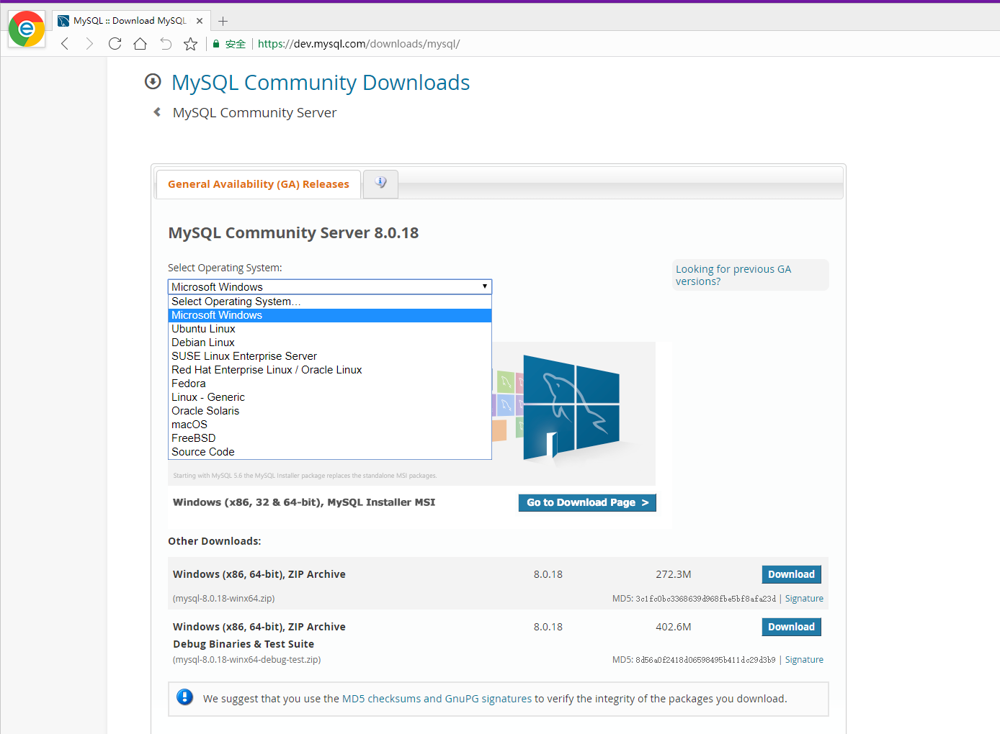 MySQL :: Download MySQL
安全
https://dev.mysql.com/downloads/mysql/
MySQL Community Downloads
MySQL Community Server
General Availability (GA) Releases
MySQL Community Server 8.0.18
Select Operating System:
Looking for previous GA
versions?
Microsoft Windows
Select Operating System…
Microsoft Windows
Ubuntu Linux
Debian Linux
SUSE Linux Enterprise Server
Red Hat Enterprise Linux / Oracle Linux
Fedora
Linux - Generic
Oracle Solaris
macOS
FreeBSD
Source Code
Starting with MySQL 5.6 the MySQL Installer package replaces the standalone MSI packages.
Windows (x86, 32 & 64-bit), MySQL Installer MSI
Go to Download Page >
Other Downloads:
Windows (x86, 64-bit), ZIP Archive 8.0.18 272.3M Download
(mysql-8.0.18-winx64.zip) MD5: 3c1fc0bc3368639d968fbe5bf8afa23d | Signature
Windows (x86, 64-bit), ZIP Archive 8.0.18 402.6M Download
Debug Binaries & Test Suite
(mysql-8.0.18-winx64-debug-test.zip) MD5: 8d56a0f2418d06598495b411dc29d3b9 | Signature
We suggest that you use the MD5 checksums and GnuPG signatures to verify the integrity of the packages you download.